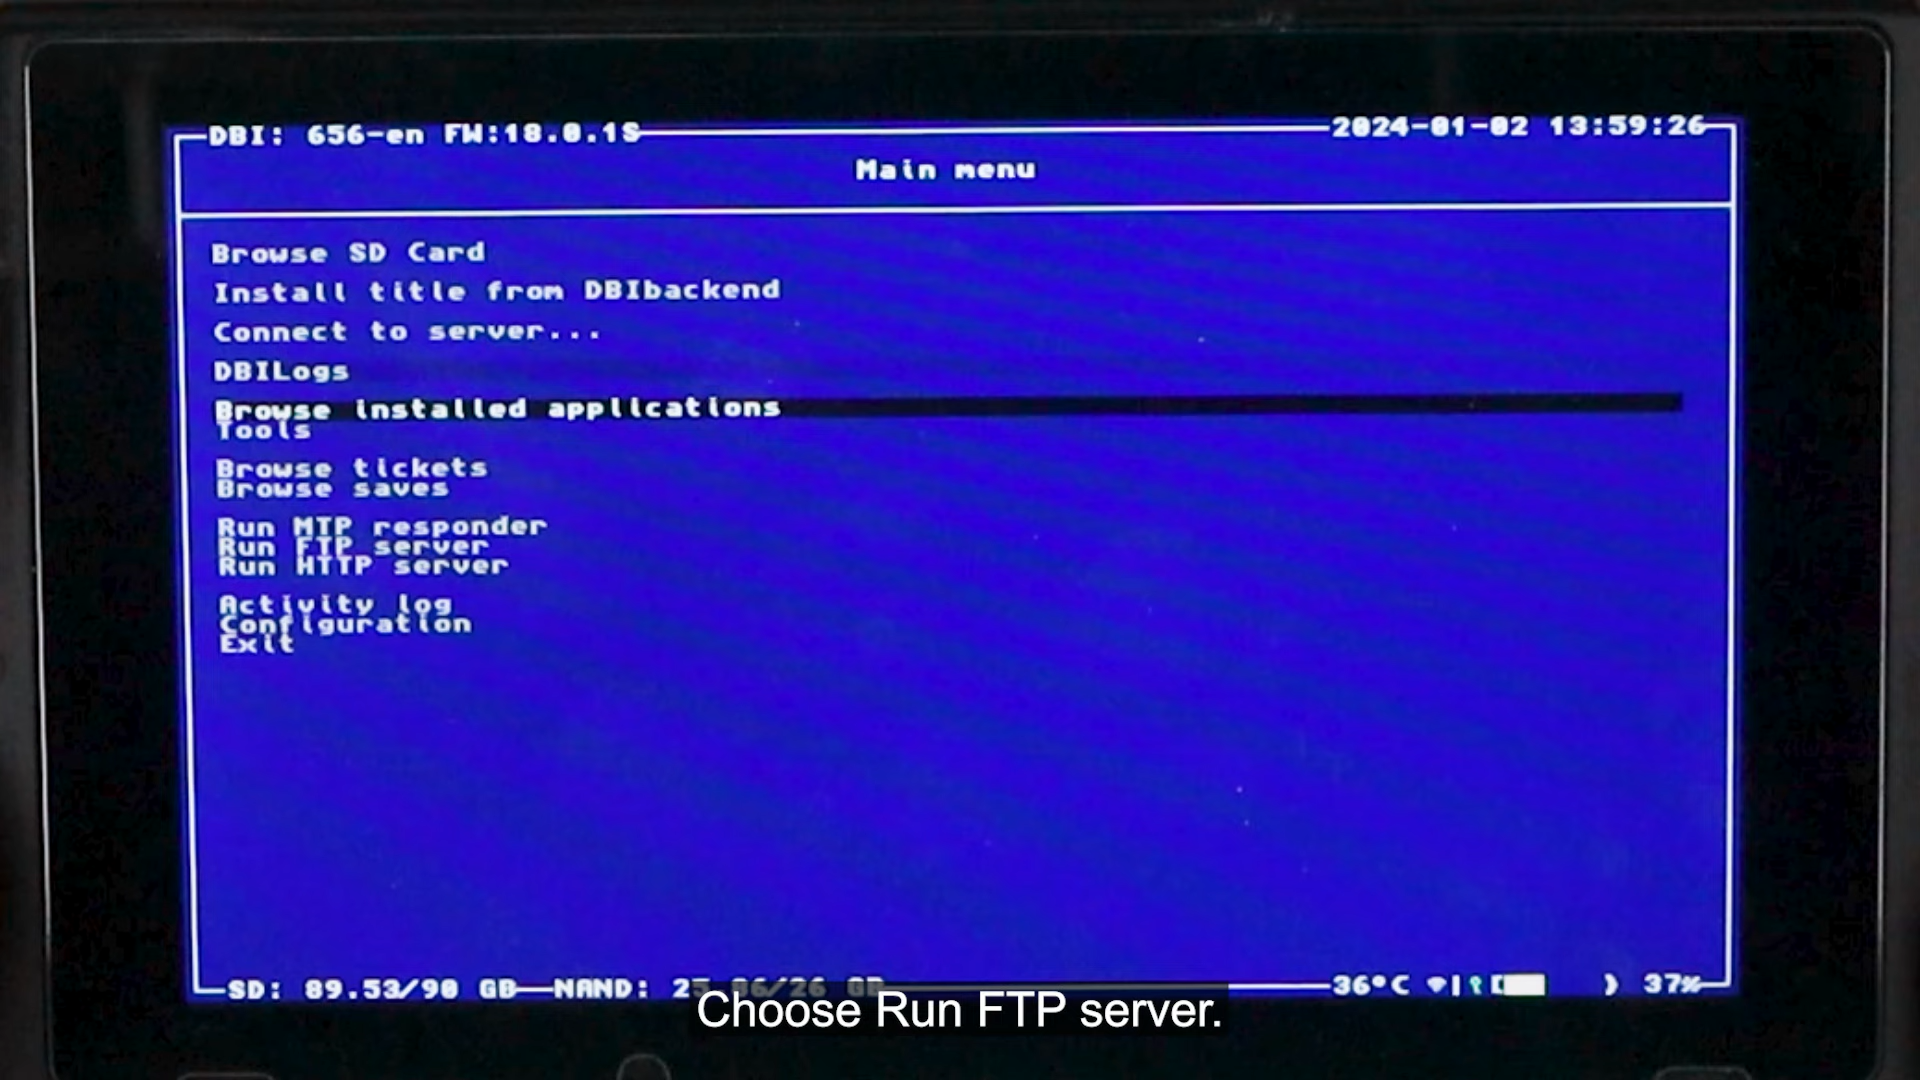 DBI: 656-en FW:18.0.1S
2024-01-02 13:59:26
Main menu
Browse SD Card
Install title from DBIbackend
Connect to server...
DBILogs
Browse installed applications
Tools
Browse tickets
Browse saves
Run MTP responder
Run FTP server
Run HTTP server
Activity log
Configuration
Exit
SD: 89.53/90 GB NAND: /26 GB
36°C 37%
Choose Run FTP server.